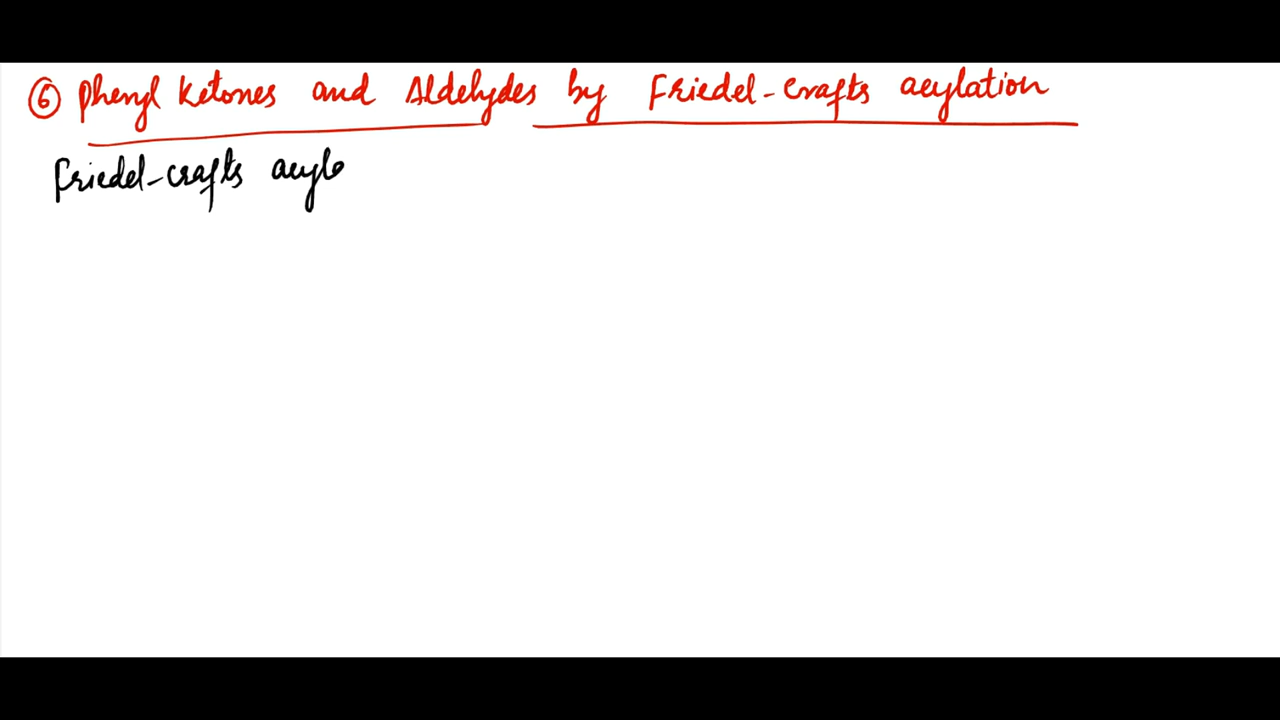 ⑥ Phenyl Ketones and Aldehydes by Friedel-Crafts acylation
Friedel-crafts acylo